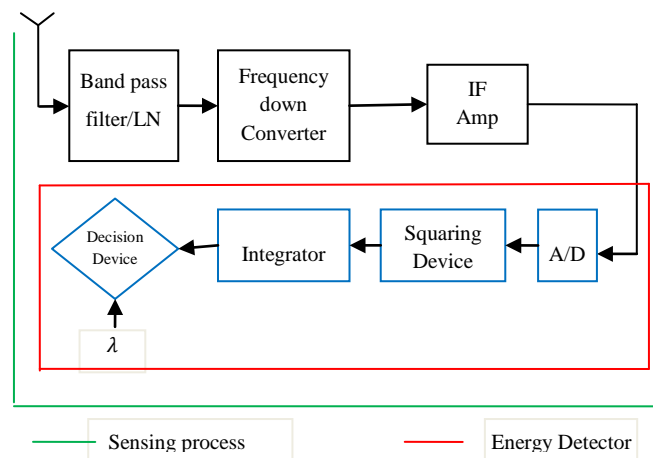 Band pass
filter/LN
Frequency
down
Converter
IF
Amp
Decision
Device
Integrator
Squaring
Device
A/D
λ
Sensing process
Energy Detector